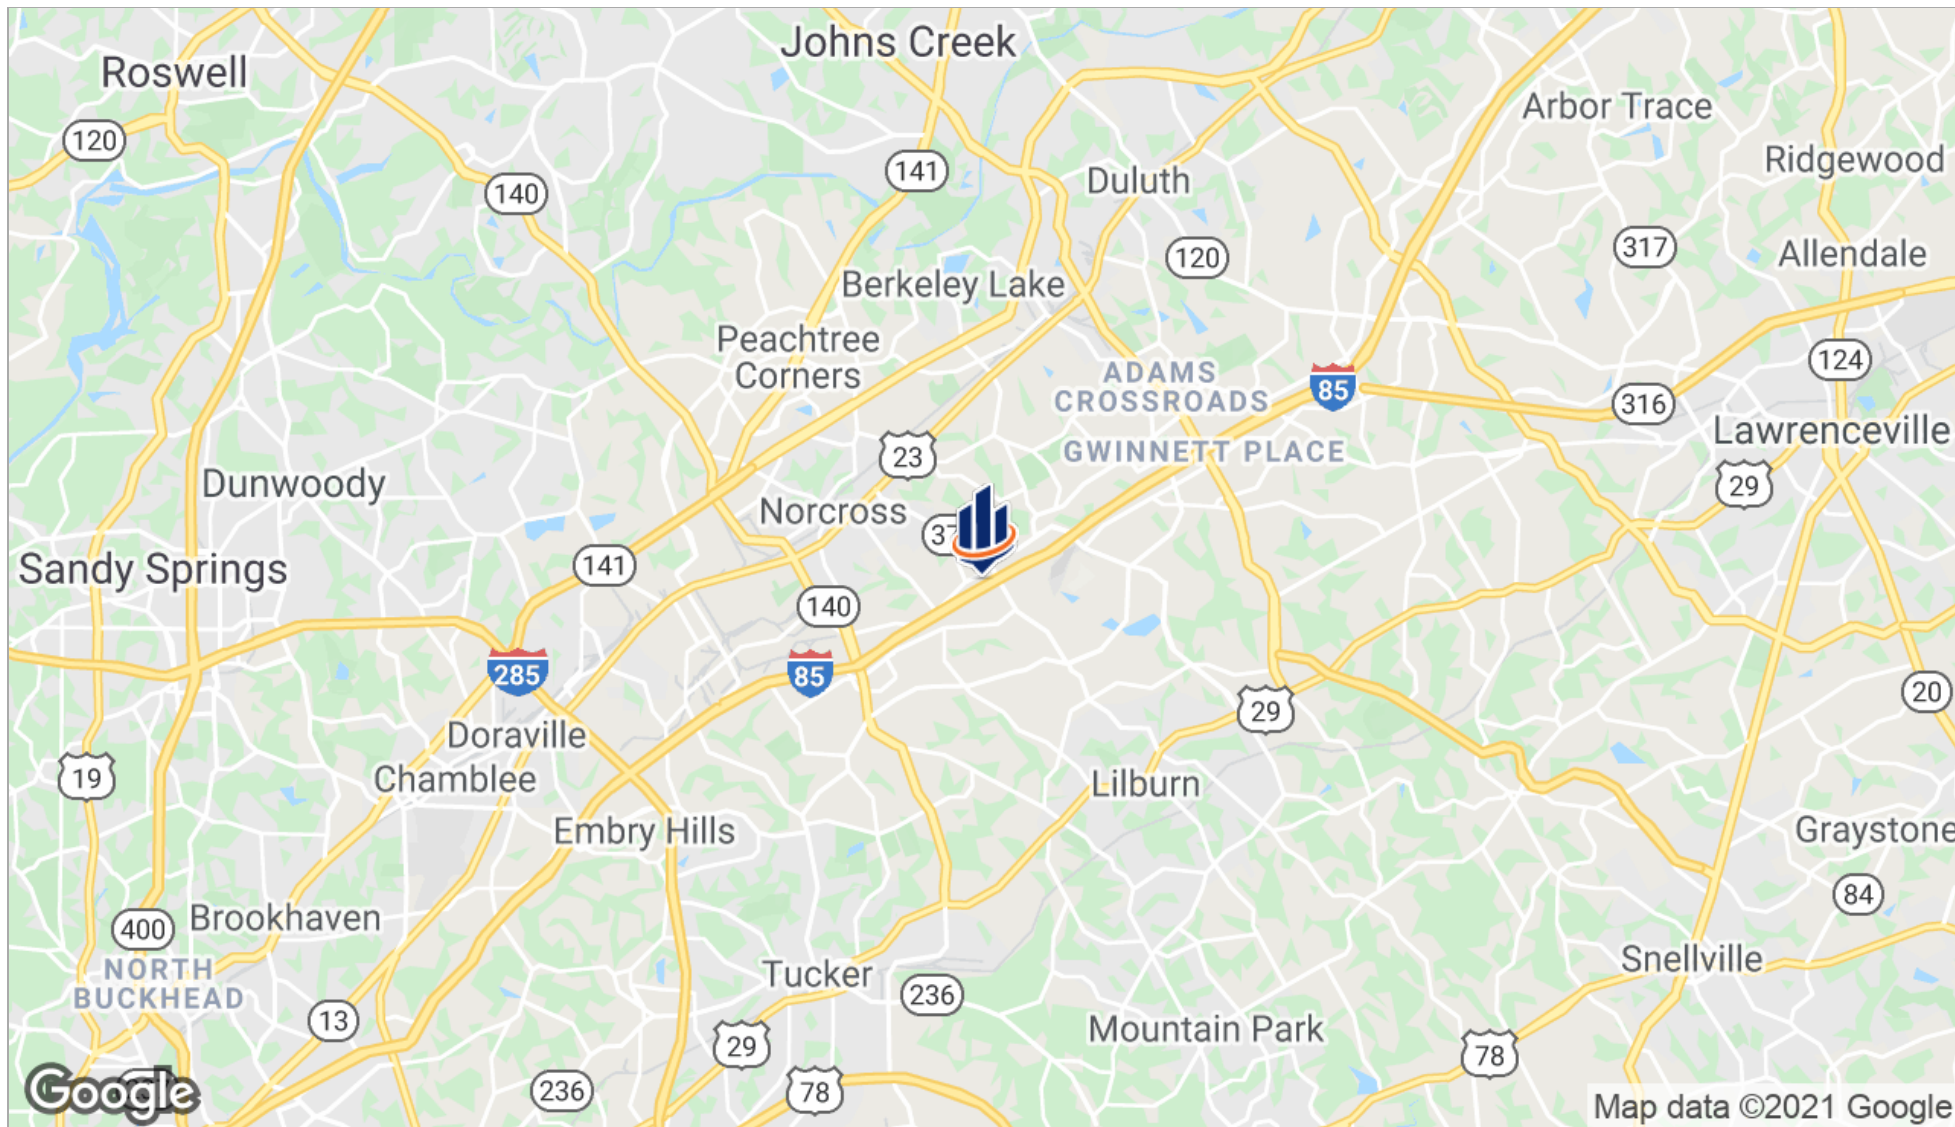 Johns Creek
Roswell
Arbor Trace
120
Ridgewood
141
Duluth
140
317
Allendale
120
Berkeley Lake
Peachtree
Corners
124
ADAMS
CROSSROADS
85
316
Lawrenceville
GWINNETT PLACE
23
Dunwoody
29
Norcross
Sandy Springs
141
140
285
85
20
29
Doraville
19
Chamblee
Lilburn
Embry Hills
Graystone
84
400
Brookhaven
Snellville
NORTH
BUCKHEAD
Tucker
236
13
Mountain Park
29
78
Google
236
78
Map data ©2021 Google